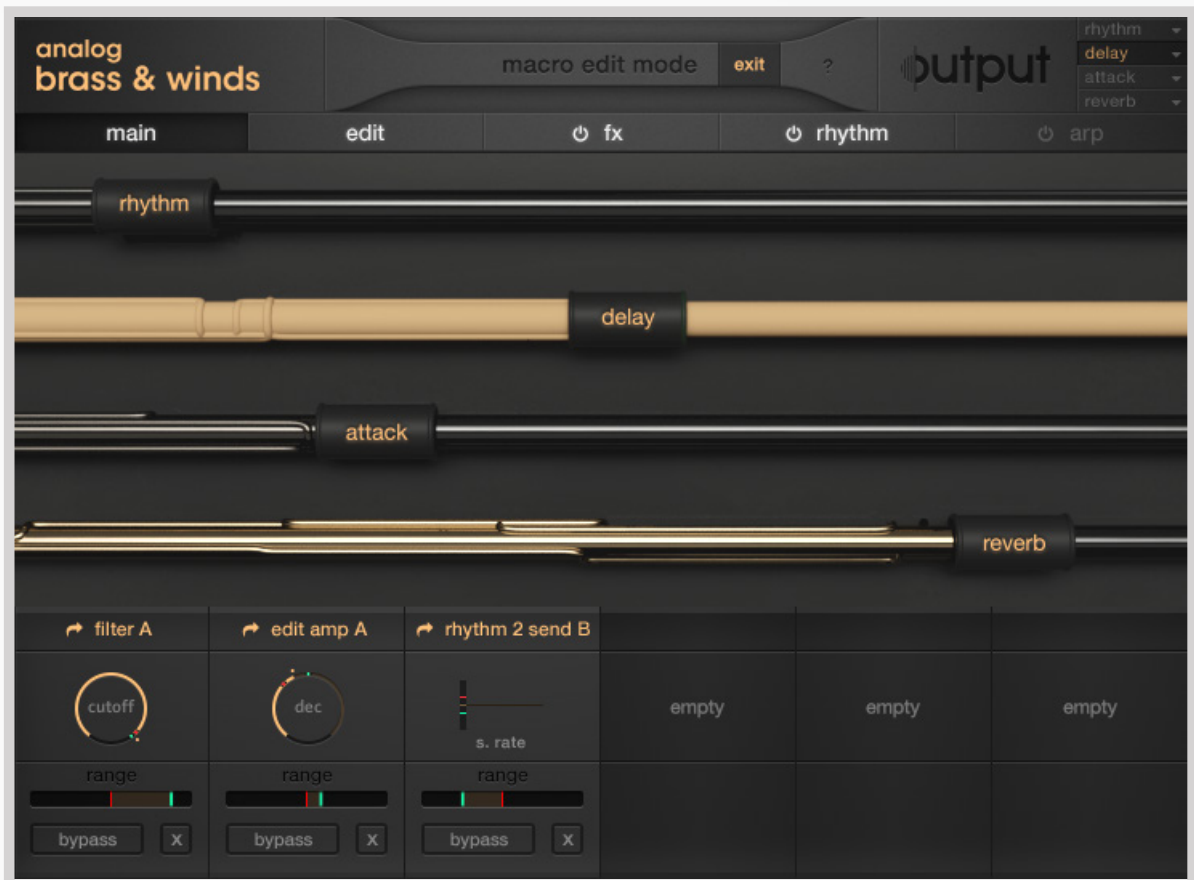 analog
brass & winds
macro edit mode exit ?
output
rhythm
delay
attack
reverb
main edit fx rhythm arp
rhythm
delay
attack
reverb
filter A edit amp A rhythm 2 send B
cutoff dec s. rate empty empty empty
range range range
bypass X bypass X bypass X